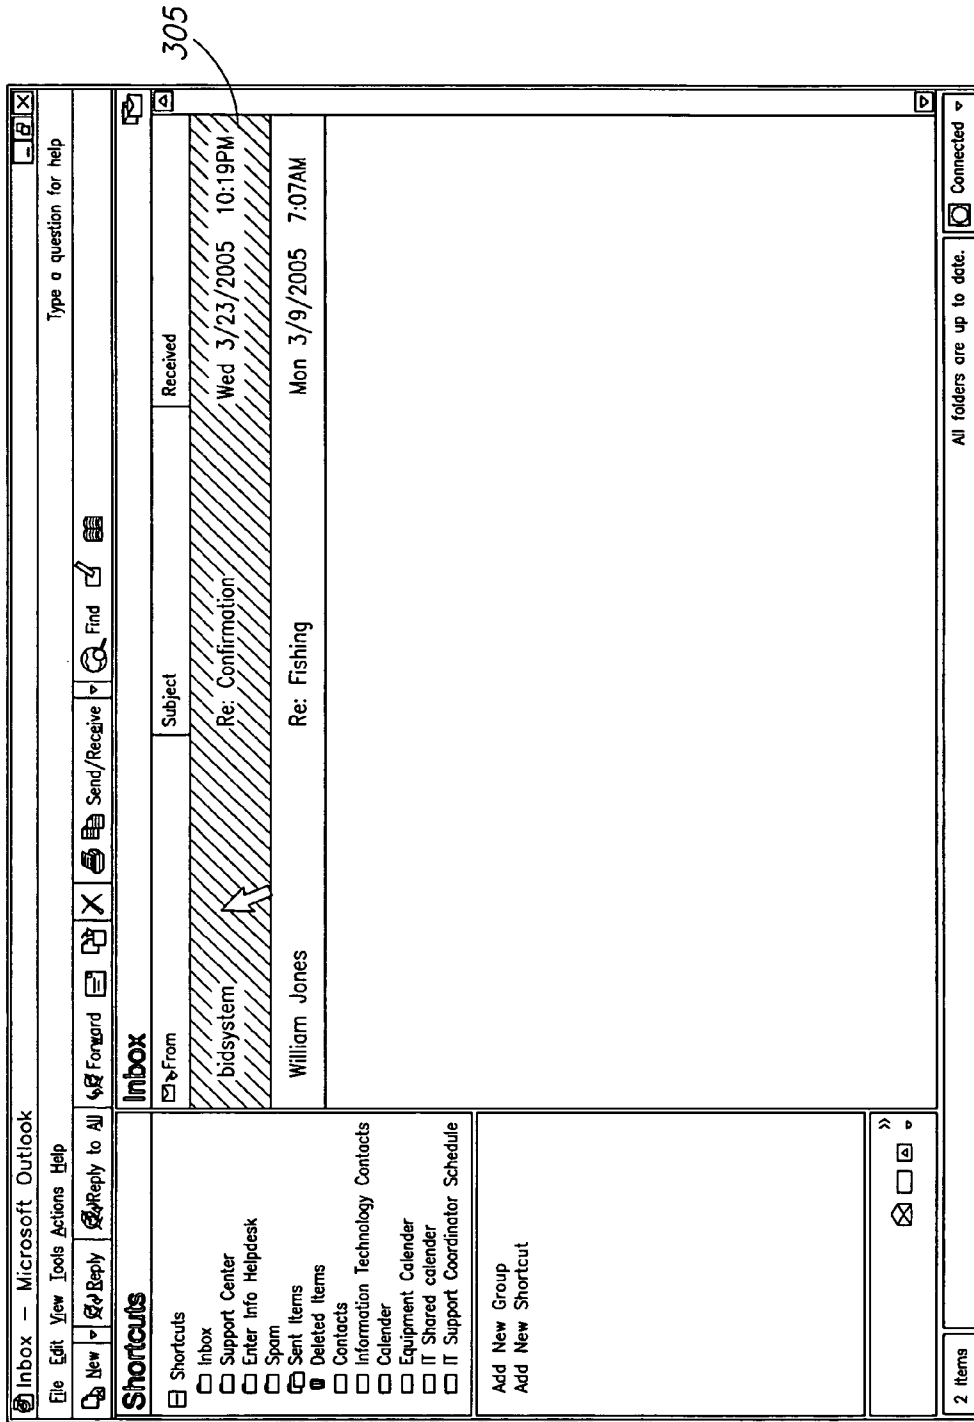 305
Inbox – Microsoft Outlook
File Edit View Tools Actions Help
Type a question for help
New Reply Reply to All Forward Send/Receive Find
Shortcuts
Shortcuts
Inbox
Support Center
Enter Info Helpdesk
Spam
Sent Items
Deleted Items
Contacts
Information Technology Contacts
Calender
Equipment Calender
IT Shared calender
IT Support Coordinator Schedule
Add New Group
Add New Shortcut
»
Inbox
From Subject Received
bidsystem Re: Confirmation Wed 3/23/2005 10:19PM
William Jones Re: Fishing Mon 3/9/2005 7:07AM
2 Items
All folders are up to date.
Connected